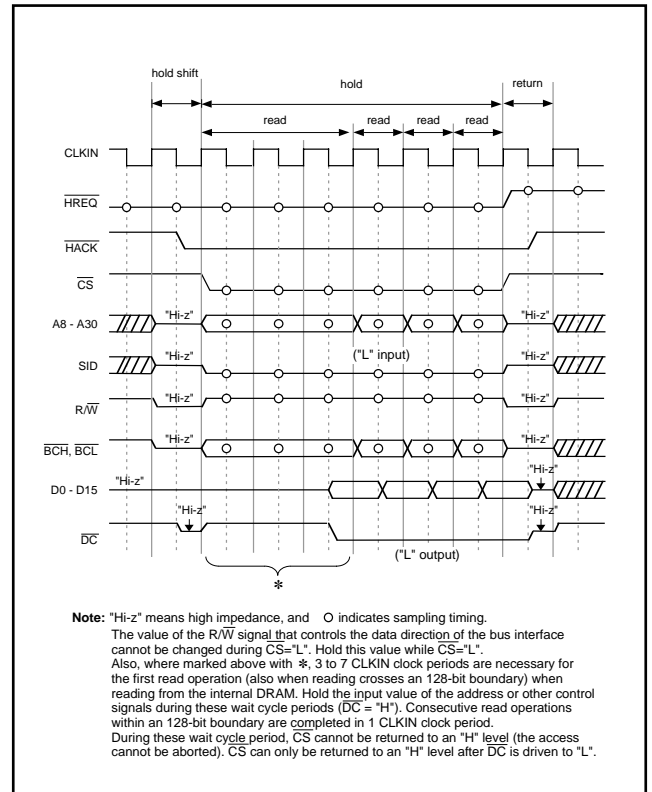 hold shift
hold
return
read
read
read
read
CLKIN
HREQ
HACK
CS
A8 - A30
"Hi-z"
"Hi-z"
("L" input)
SID
"Hi-z"
"Hi-z"
R/W
"Hi-z"
"Hi-z"
BCH, BCL
"Hi-z"
"Hi-z"
D0 - D15
"Hi-z"
"Hi-z"
DC
"Hi-z"
"Hi-z"
("L" output)
*
Note: "Hi-z" means high impedance, and O indicates sampling timing.
The value of the R/W signal that controls the data direction of the bus interface
cannot be changed during CS="L". Hold this value while CS="L".
Also, where marked above with *, 3 to 7 CLKIN clock periods are necessary for
the first read operation (also when reading crosses an 128-bit boundary) when
reading from the internal DRAM. Hold the input value of the address or other control
signals during these wait cycle periods (DC = "H"). Consecutive read operations
within an 128-bit boundary are completed in 1 CLKIN clock period.
During these wait cycle period, CS cannot be returned to an "H" level (the access
cannot be aborted). CS can only be returned to an "H" level after DC is driven to "L".